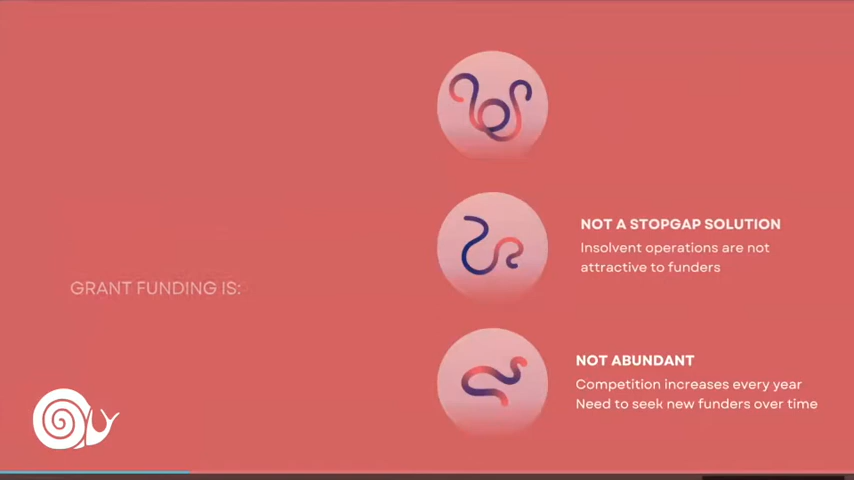 GRANT FUNDING IS:
NOT A STOPGAP SOLUTION
Insolvent operations are not
attractive to funders
NOT ABUNDANT
Competition increases every year
Need to seek new funders over time